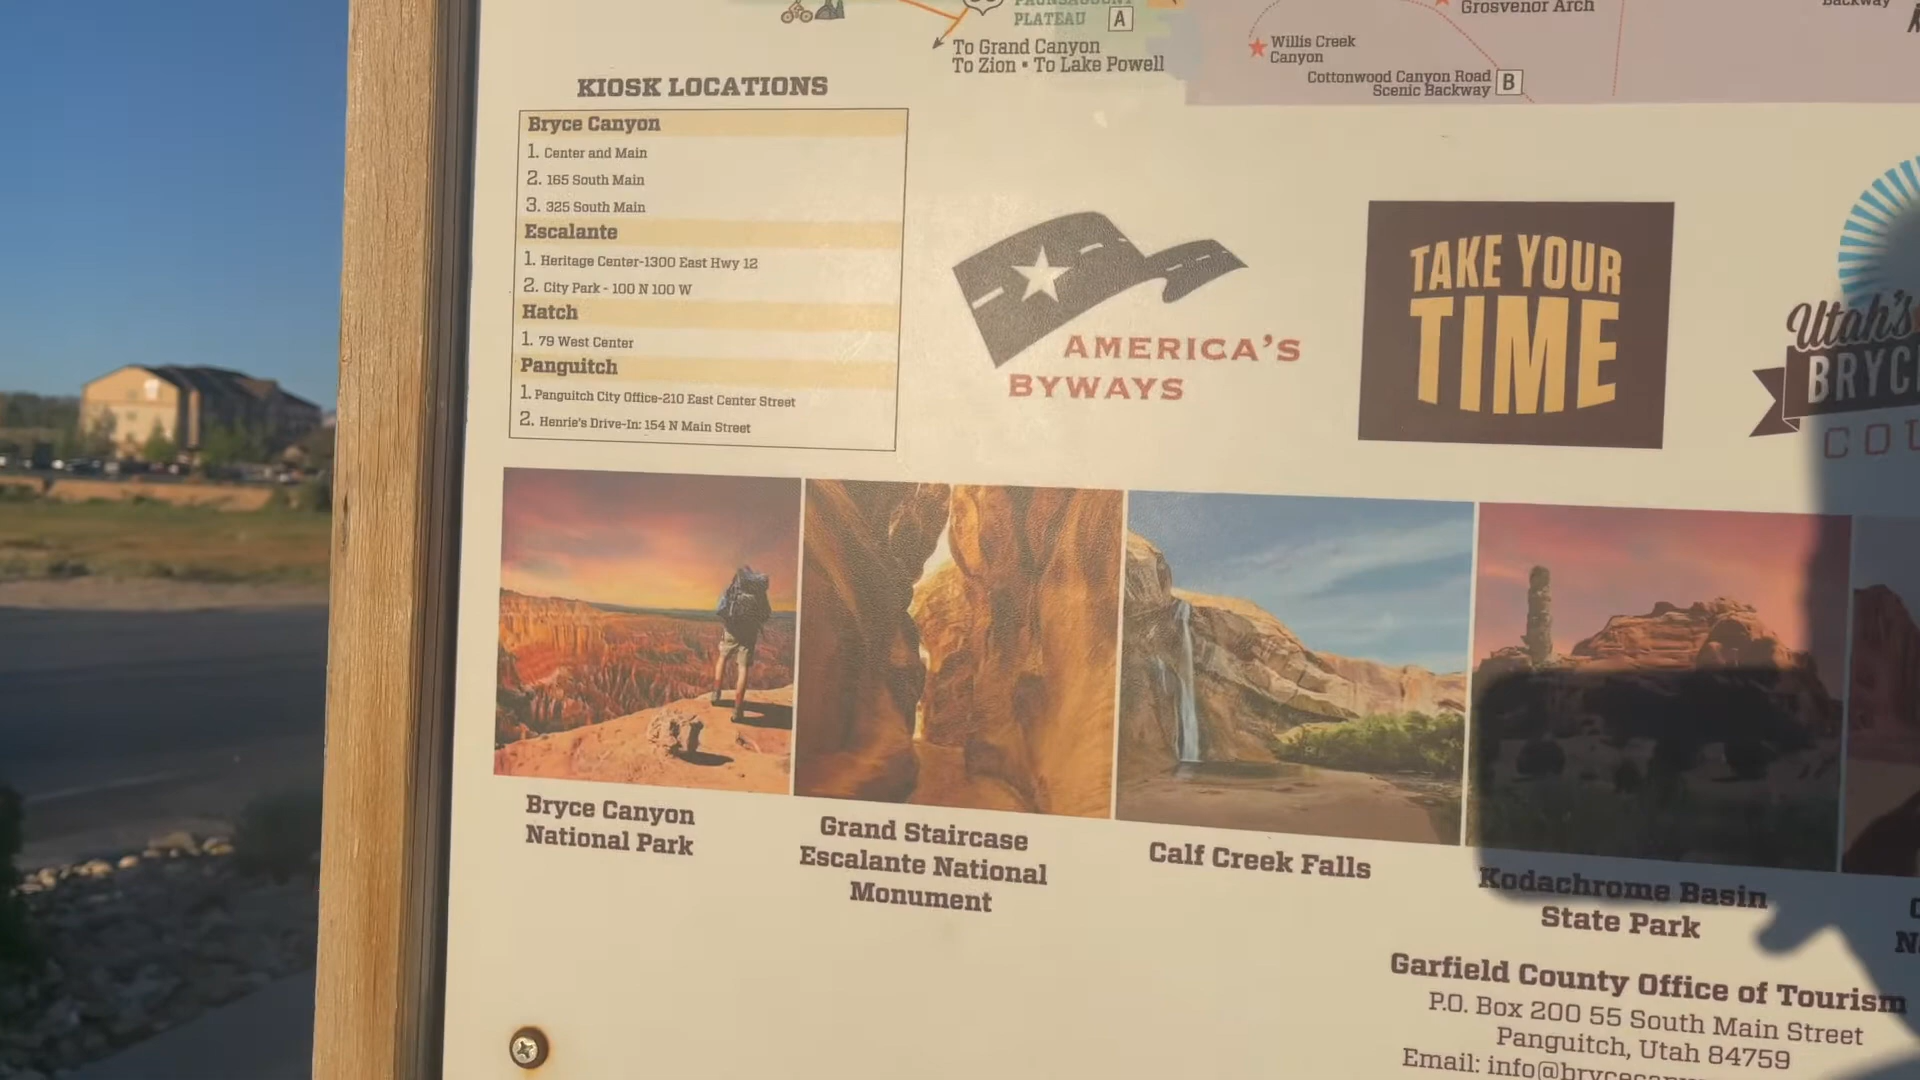 PLATEAU A
To Grand Canyon
To Zion • To Lake Powell
Grosvenor Arch
Backway
Willis Creek
Canyon
Cottonwood Canyon Road
Scenic Backway B
KIOSK LOCATIONS
Bryce Canyon
1. Center and Main
2. 165 South Main
3. 325 South Main
Escalante
1. Heritage Center-1300 East Hwy 12
2. City Park - 100 N 100 W
Hatch
1. 79 West Center
Panguitch
1. Panguitch City Office-210 East Center Street
2. Henrie's Drive-In: 154 N Main Street
AMERICA'S
BYWAYS
TAKE YOUR
TIME
Utah's
BRYC
COU
Bryce Canyon
National Park
Grand Staircase
Escalante National
Monument
Calf Creek Falls
Kodachrome Basin
State Park
Garfield County Office of Tourism
P.O. Box 200 55 South Main Street
Panguitch, Utah 84759
Email: info@bryceca